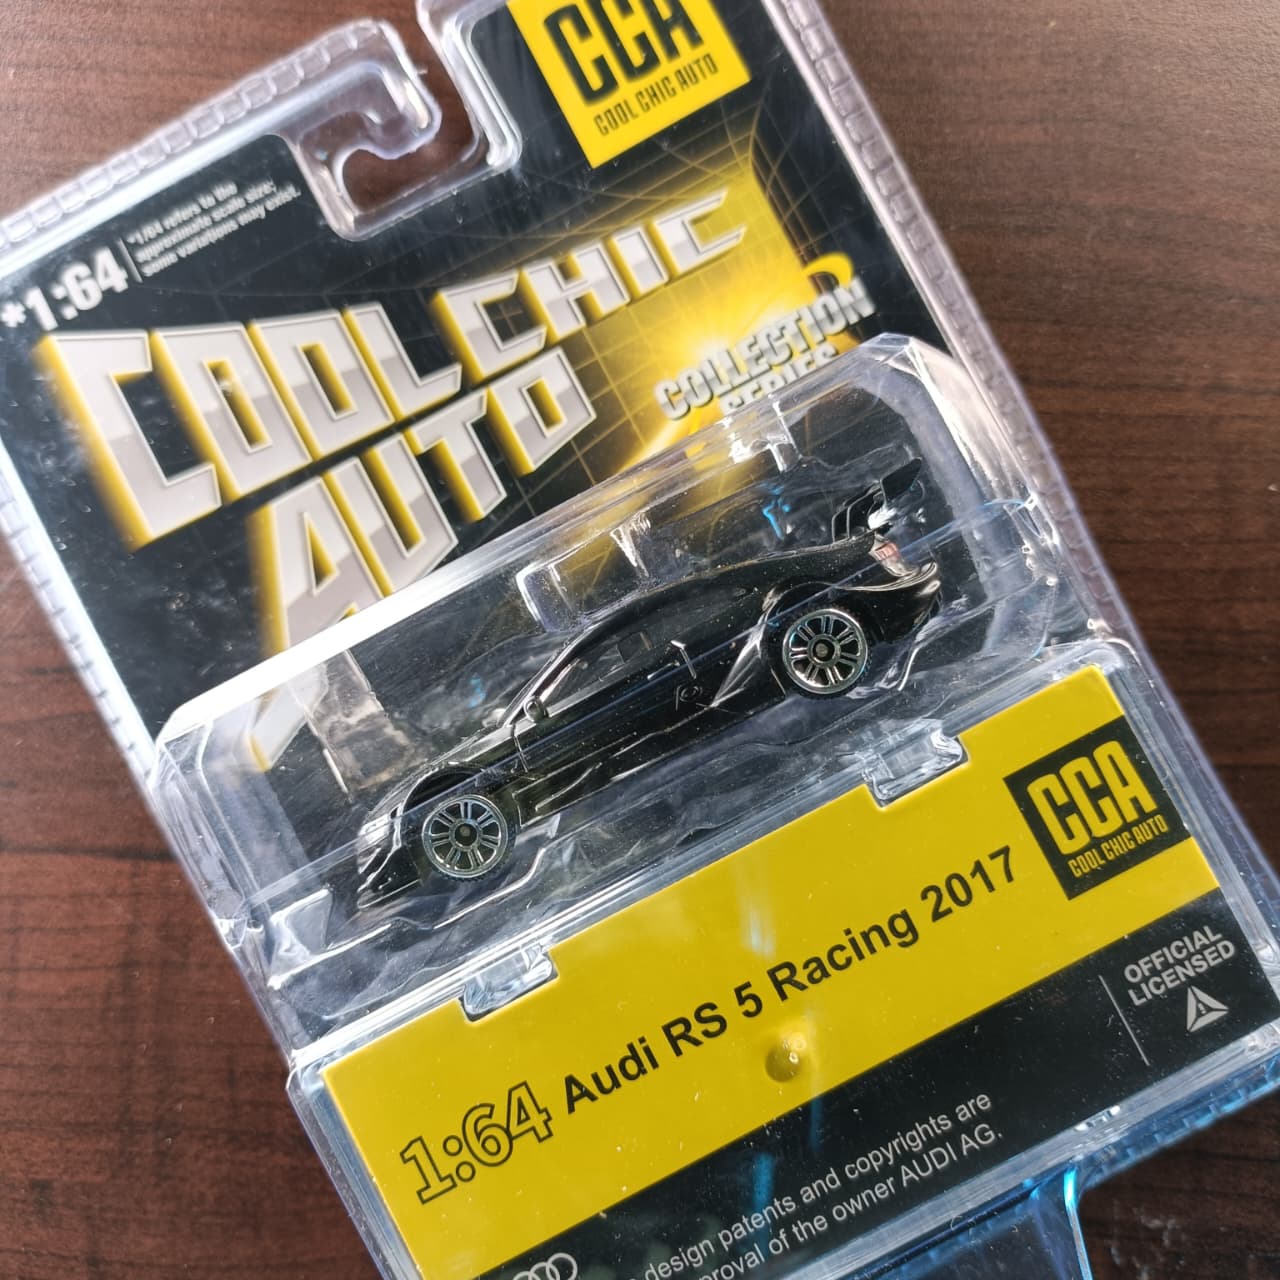 CCA
COOL CHIC AUTO
*1:64
*1/64 refers to the
approximate scale size;
some variations may exist.
COOL CHIC
AUTO
COLLECTION
SERIES
1:64 Audi RS 5 Racing 2017
CCA
COOL CHIC AUTO
OFFICIAL
LICENSED
design patents and copyrights are
of the owner AUDI AG.